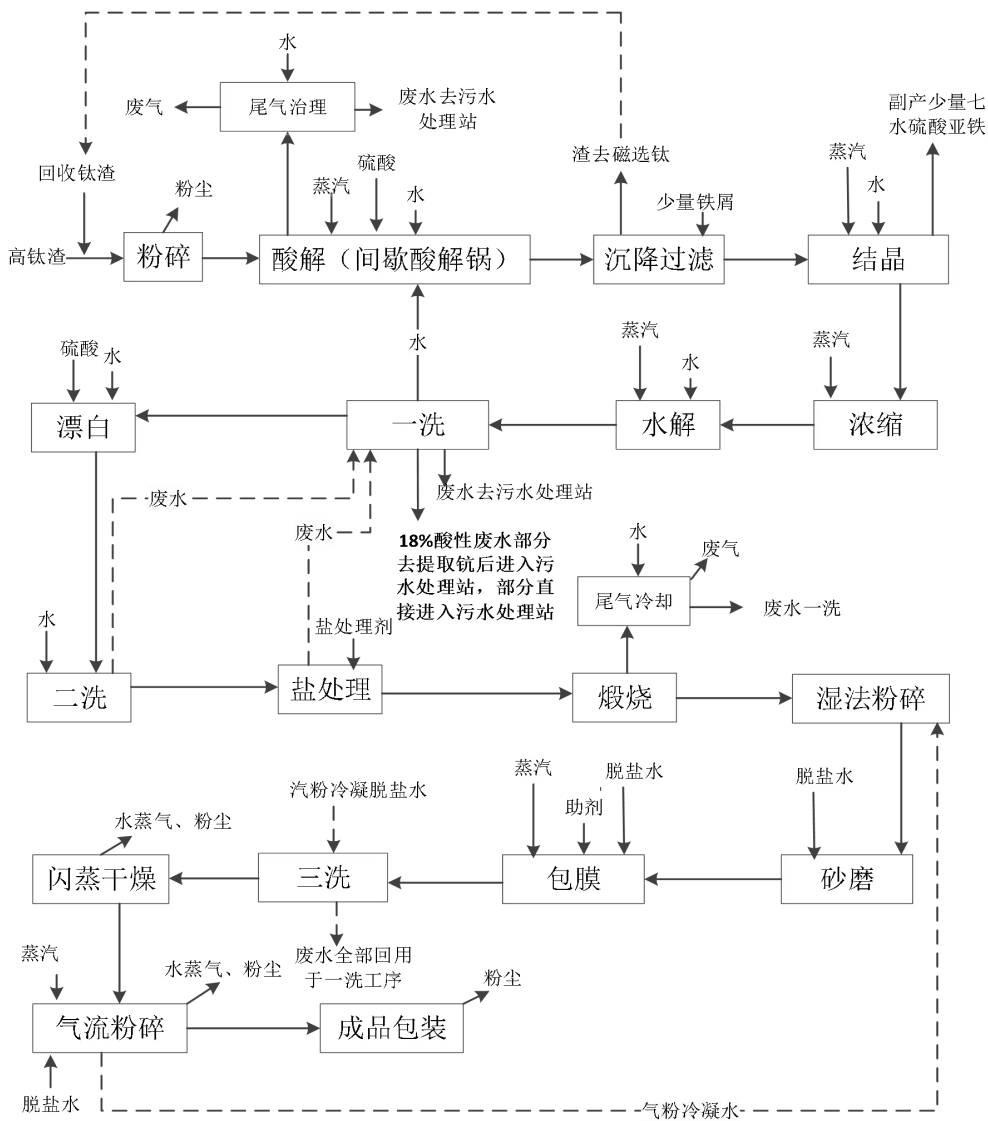 水
废气
尾气治理
废水去污水
处理站
副产少量七
水硫酸亚铁
回收钛渣
粉尘
蒸汽
硫酸
水
渣去磁选钛
少量铁屑
蒸汽
水
高钛渣
粉碎
酸解（间歇酸解锅）
沉降过滤
结晶
水
硫酸
水
蒸汽
水
蒸汽
漂白
一洗
水解
浓缩
废水
废水去污水处理站
废水
18%酸性废水部分
去提取钪后进入污
水处理站，部分直
接进入污水处理站
水
废气
尾气冷却
废水一洗
水
盐处理剂
二洗
盐处理
煅烧
湿法粉碎
汽粉冷凝脱盐水
蒸汽
助剂
脱盐水
脱盐水
水蒸气、粉尘
闪蒸干燥
三洗
包膜
砂磨
蒸汽
水蒸气、粉尘
废水全部回用
于一洗工序
粉尘
气流粉碎
成品包装
脱盐水
气粉冷凝水